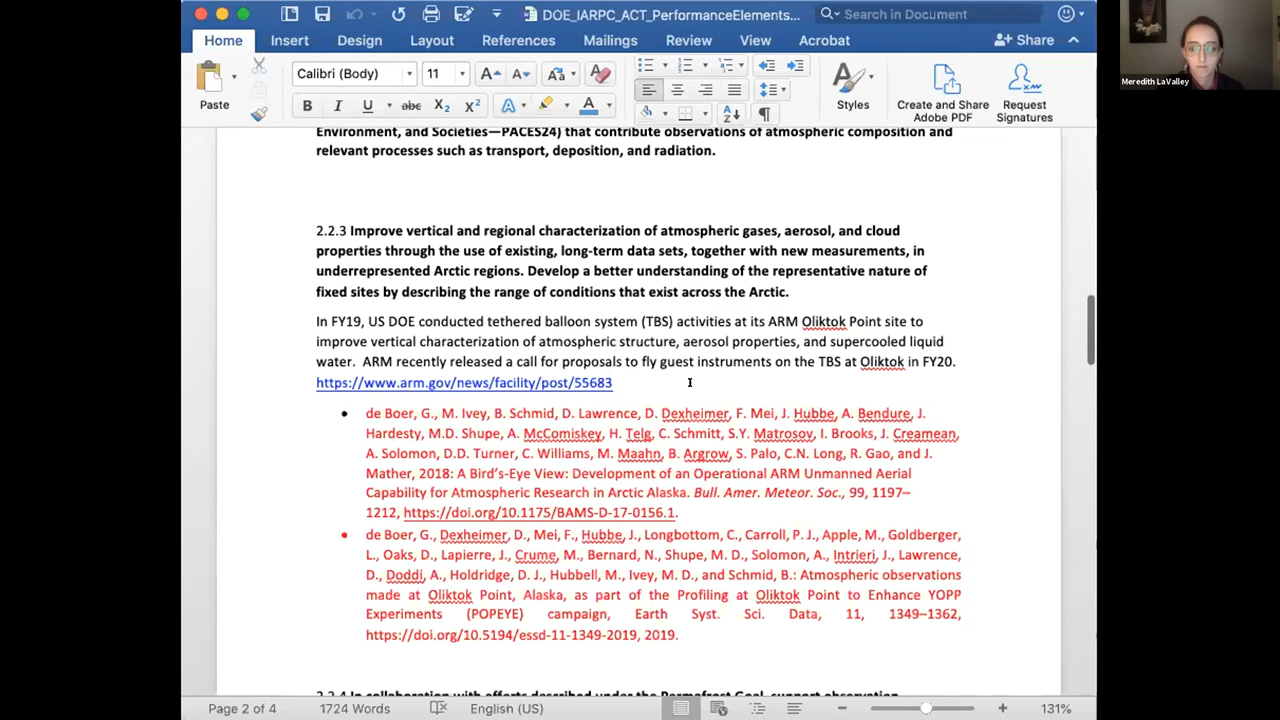 DOE_IARPC_ACT_PerformanceElements...
Search in Document
Home Insert Design Layout References Mailings Review View Acrobat Share
Meredith LaValley
Paste
Calibri (Body) 11
Styles
Create and Share Adobe PDF
Request Signatures
Environment, and Societies—PACES24) that contribute observations of atmospheric composition and
relevant processes such as transport, deposition, and radiation.
2.2.3 Improve vertical and regional characterization of atmospheric gases, aerosol, and cloud
properties through the use of existing, long-term data sets, together with new measurements, in
underrepresented Arctic regions. Develop a better understanding of the representative nature of
fixed sites by describing the range of conditions that exist across the Arctic.
In FY19, US DOE conducted tethered balloon system (TBS) activities at its ARM Oliktok Point site to
improve vertical characterization of atmospheric structure, aerosol properties, and supercooled liquid
water. ARM recently released a call for proposals to fly guest instruments on the TBS at Oliktok in FY20.
https://www.arm.gov/news/facility/post/55683
• de Boer, G., M. Ivey, B. Schmid, D. Lawrence, D. Dexheimer, F. Mei, J. Hubbe, A. Bendure, J.
Hardesty, M.D. Shupe, A. McComiskey, H. Telg, C. Schmitt, S.Y. Matrosov, I. Brooks, J. Creamean,
A. Solomon, D.D. Turner, C. Williams, M. Maahn, B. Argrow, S. Palo, C.N. Long, R. Gao, and J.
Mather, 2018: A Bird's-Eye View: Development of an Operational ARM Unmanned Aerial
Capability for Atmospheric Research in Arctic Alaska. Bull. Amer. Meteor. Soc., 99, 1197–
1212, https://doi.org/10.1175/BAMS-D-17-0156.1.
• de Boer, G., Dexheimer, D., Mei, F., Hubbe, J., Longbottom, C., Carroll, P. J., Apple, M., Goldberger,
L., Oaks, D., Lapierre, J., Crume, M., Bernard, N., Shupe, M. D., Solomon, A., Intrieri, J., Lawrence,
D., Doddi, A., Holdridge, D. J., Hubbell, M., Ivey, M. D., and Schmid, B.: Atmospheric observations
made at Oliktok Point, Alaska, as part of the Profiling at Oliktok Point to Enhance YOPP
Experiments (POPEYE) campaign, Earth Syst. Sci. Data, 11, 1349–1362,
https://doi.org/10.5194/essd-11-1349-2019, 2019.
2.2.4 In collaboration with efforts described under the Permafrost Goal, support observation
Page 2 of 4 1724 Words English (US) 131%